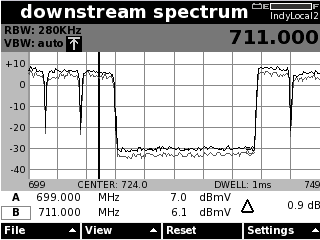 downstream spectrum
E F
IndyLocal2
RBW: 280KHz
VBW: auto
711.000
+10
0
-10
-20
-30
-40
699 CENTER: 724.0 DWELL: 1ms 749
A 699.000 MHz 7.0 dBmV
B 711.000 MHz 6.1 dBmV
Δ 0.9 dB
File View Reset Settings